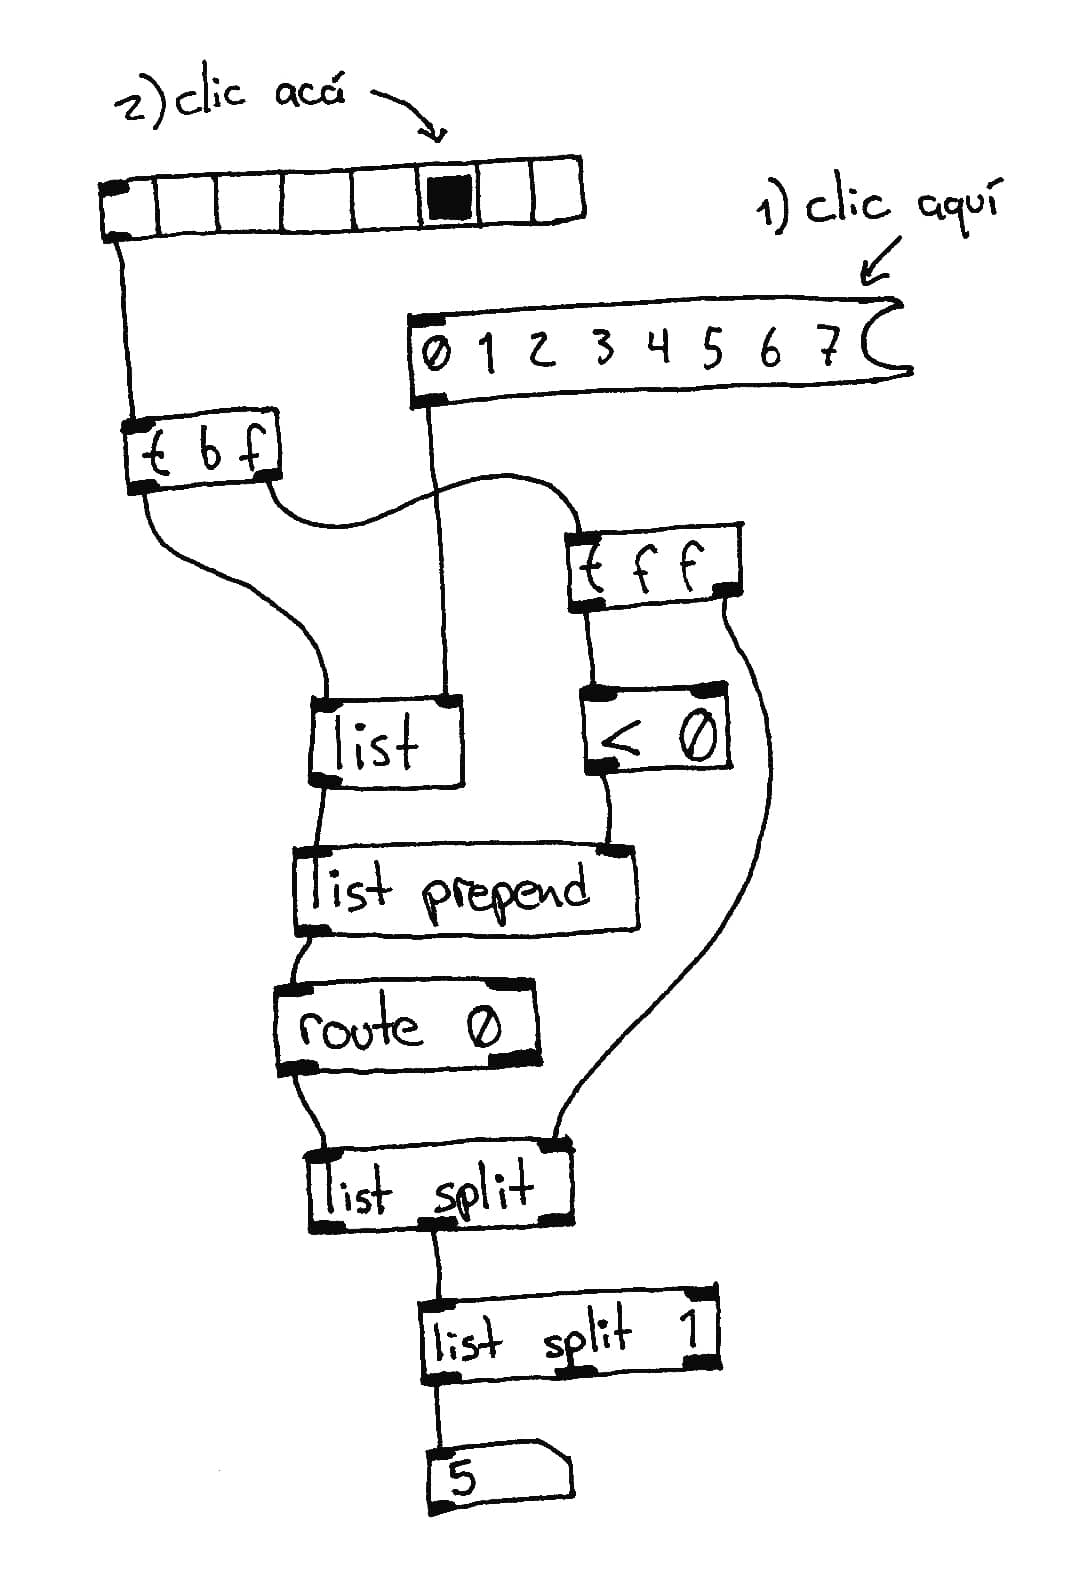 2) clic acá
1) clic aquí
0 1 2 3 4 5 6 7
t b f
t f f
list
< 0
list prepend
route 0
list split
list split 1
5